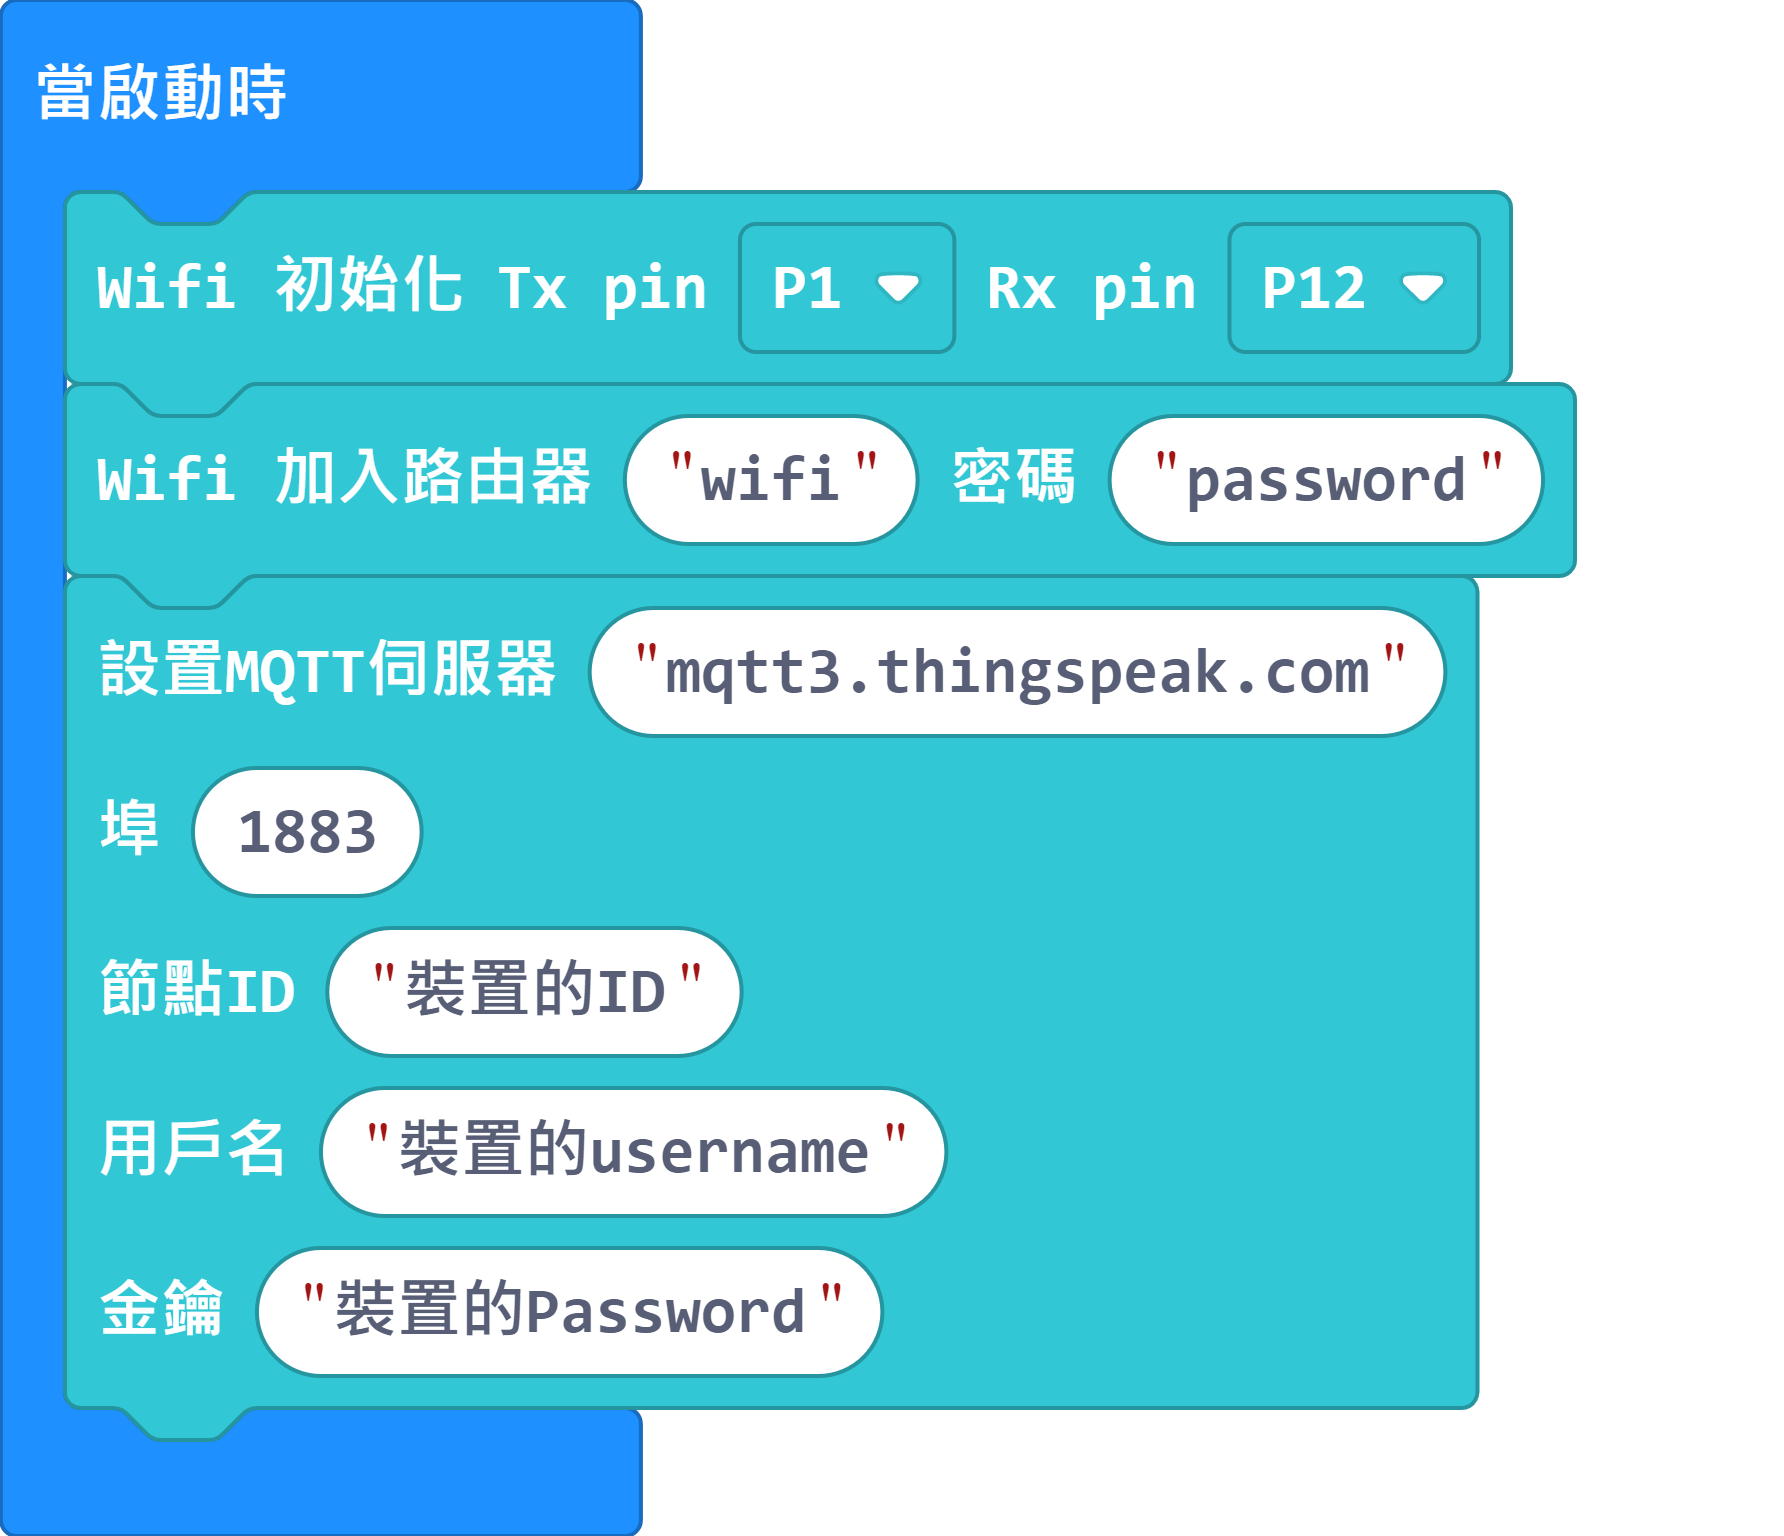 當啟動時
Wifi 初始化 Tx pin P1 Rx pin P12
Wifi 加入路由器 "wifi" 密碼 "password"
設置MQTT伺服器 "mqtt3.thingspeak.com"
埠 1883
節點ID "裝置的ID"
用戶名 "裝置的username"
金鑰 "裝置的Password"